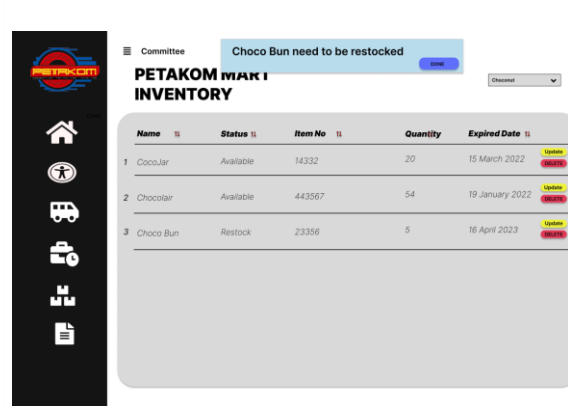 PETAKOM
Committee
Choco Bun need to be restocked
DONE
PETAKOM MART
INVENTORY
Choconut
Name Status Item No Quantity Expired Date
1 CocoJar Available 14332 20 15 March 2022 Update DELETE
2 Chocolair Available 443567 54 19 January 2022 Update DELETE
3 Choco Bun Restock 23356 5 16 April 2023 Update DELETE